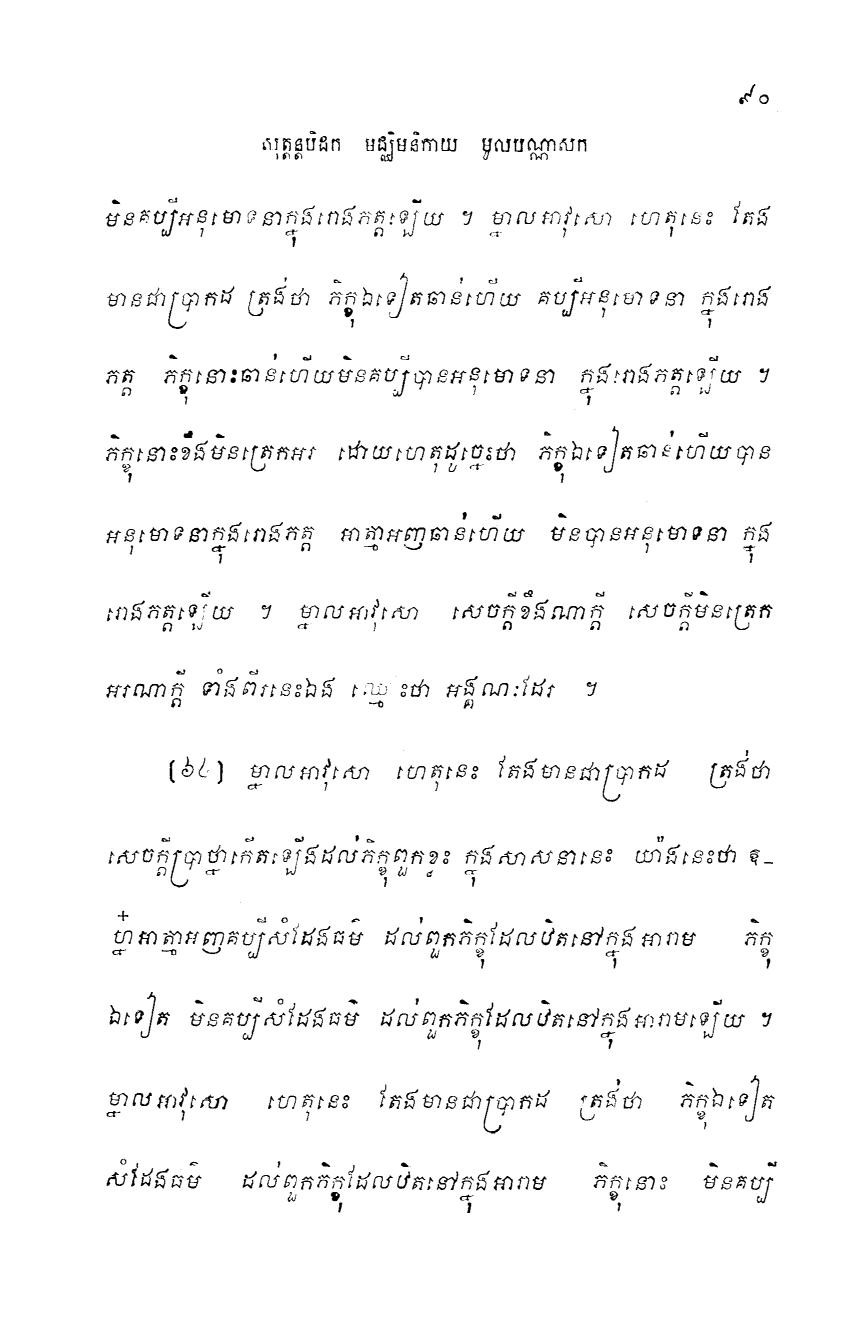 ៩០
សុត្តន្តបិដក មជ្ឈិមនិកាយ មូលបណ្ណាសក
មិនគប្បីអនុមោទនាក្នុងរោងភត្តឡើយ ។ ម្នាលអាវុសោ ហេតុនេះ តែង
មានជាប្រាកដ ត្រង់ថា ភិក្ខុឯទៀតឆាន់ហើយ គប្បីអនុមោទនា ក្នុងរោង
ភត្ត ភិក្ខុនោះឆាន់ហើយមិនគប្បីបានអនុមោទនា ក្នុងរោងភត្តឡើយ ។
ភិក្ខុនោះខឹងមិនត្រេកអរ ដោយហេតុដូច្នេះថា ភិក្ខុឯទៀតឆាន់ហើយបាន
អនុមោទនាក្នុងរោងភត្ត អាត្មាអញឆាន់ហើយ មិនបានអនុមោទនា ក្នុង
រោងភត្តឡើយ ។ ម្នាលអាវុសោ សេចក្តីខឹងណាក្តី សេចក្តីមិនត្រេក
អរណាក្តី ទាំងពីរនេះឯង ឈ្មោះថា អង្គណៈដែរ ។
(៦៤) ម្នាលអាវុសោ ហេតុនេះ តែងមានជាប្រាកដ ត្រង់ថា
សេចក្តីប្រាថ្នាកើតឡើងដល់ភិក្ខុពួកខ្លះ ក្នុងសាសនានេះ យ៉ាងនេះថា ឱ-
ហ្ន៎អាត្មាអញគប្បីសំដែងធម៌ ដល់ពួកភិក្ខុដែលឋិតនៅក្នុងអារាម ភិក្ខុ
ឯទៀត មិនគប្បីសំដែងធម៌ ដល់ពួកភិក្ខុដែលឋិតនៅក្នុងអារាមឡើយ ។
ម្នាលអាវុសោ ហេតុនេះ តែងមានជាប្រាកដ ត្រង់ថា ភិក្ខុឯទៀត
សំដែងធម៌ ដល់ពួកភិក្ខុដែលឋិតនៅក្នុងអារាម ភិក្ខុនោះ មិនគប្បី